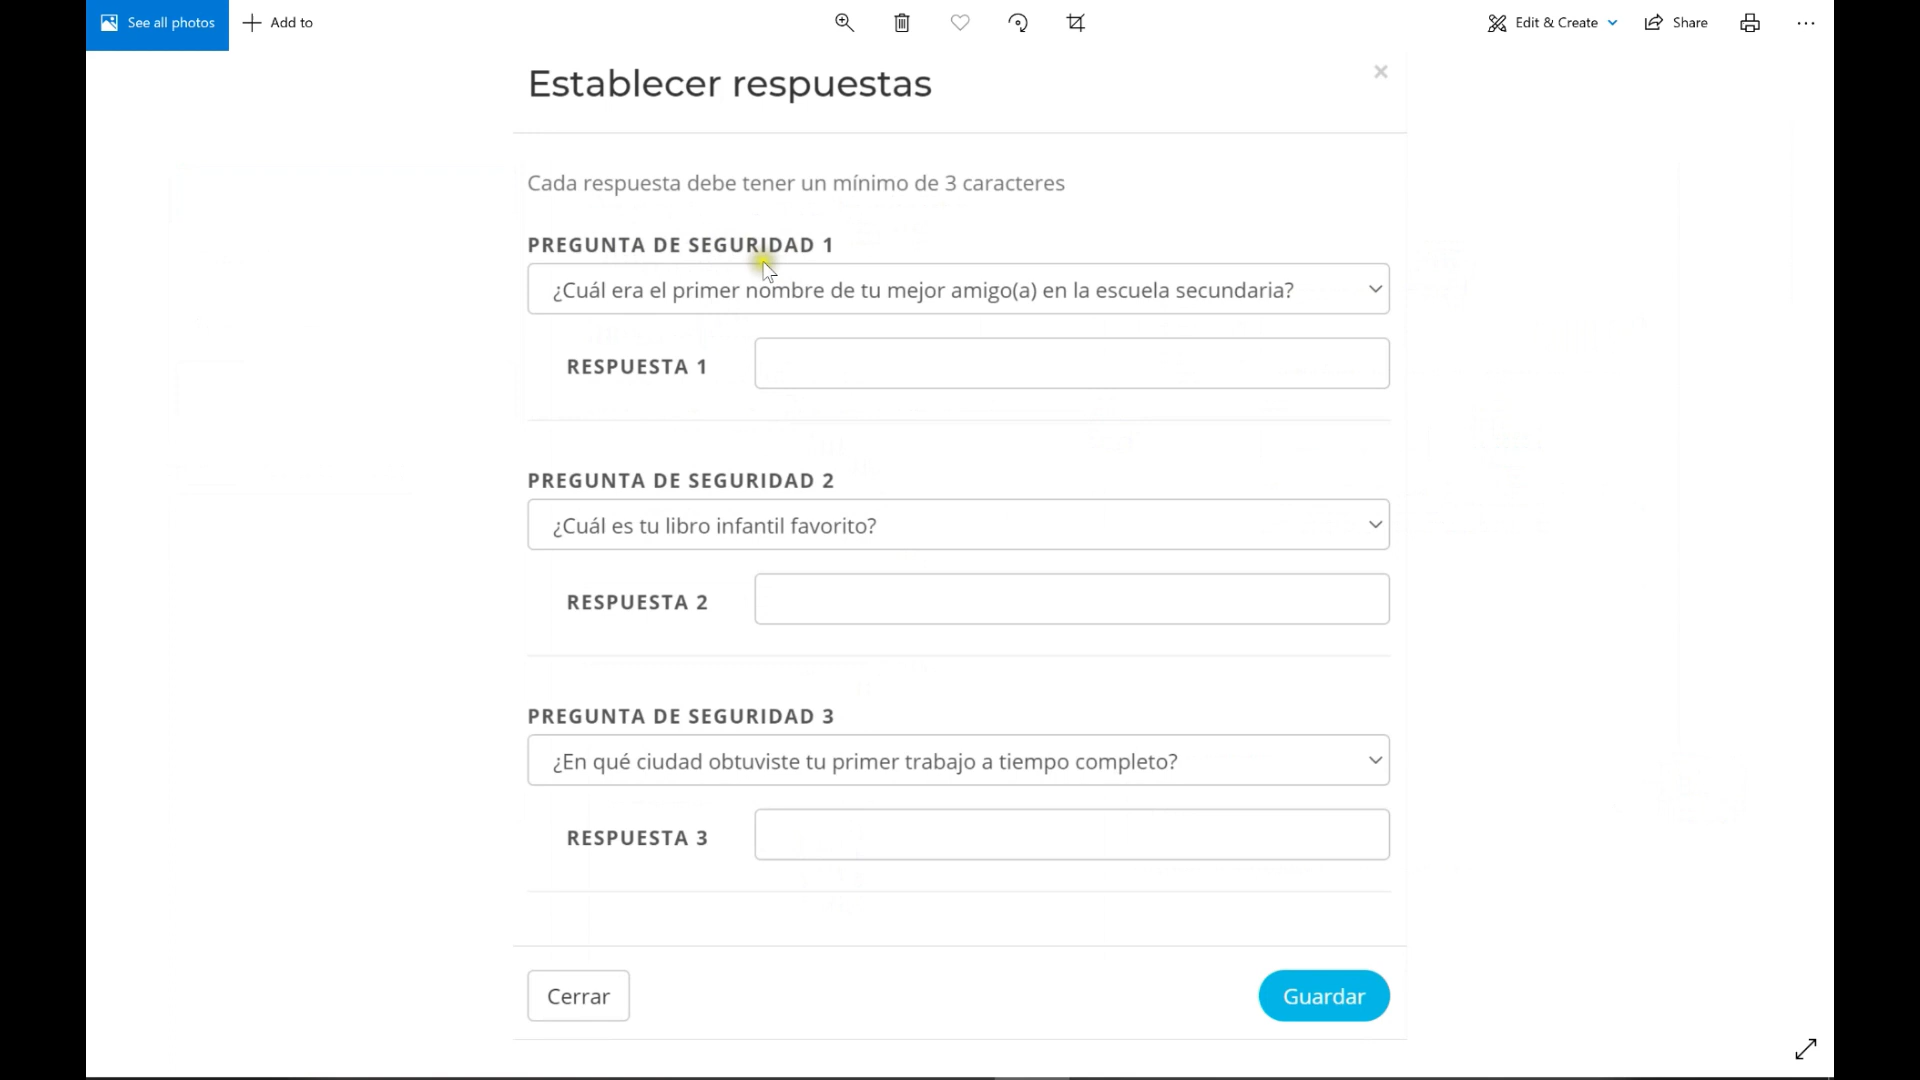 See all photos
Add to
Edit & Create
Share
Establecer respuestas
Cada respuesta debe tener un mínimo de 3 caracteres
PREGUNTA DE SEGURIDAD 1
¿Cuál era el primer nombre de tu mejor amigo(a) en la escuela secundaria?
RESPUESTA 1
PREGUNTA DE SEGURIDAD 2
¿Cuál es tu libro infantil favorito?
RESPUESTA 2
PREGUNTA DE SEGURIDAD 3
¿En qué ciudad obtuviste tu primer trabajo a tiempo completo?
RESPUESTA 3
Cerrar
Guardar